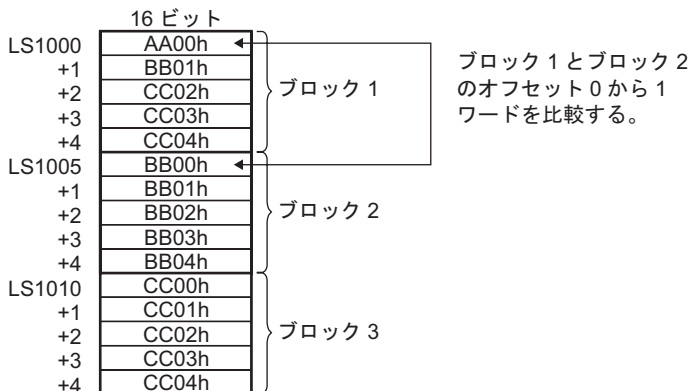 16 ビット
LS1000 AA00h
+1 BB01h
+2 CC02h
+3 CC03h
+4 CC04h
ブロック 1
LS1005 BB00h
+1 BB01h
+2 BB02h
+3 BB03h
+4 BB04h
ブロック 2
LS1010 CC00h
+1 CC01h
+2 CC02h
+3 CC03h
+4 CC04h
ブロック 3
ブロック 1 とブロック 2
のオフセット 0 から 1
ワードを比較する。